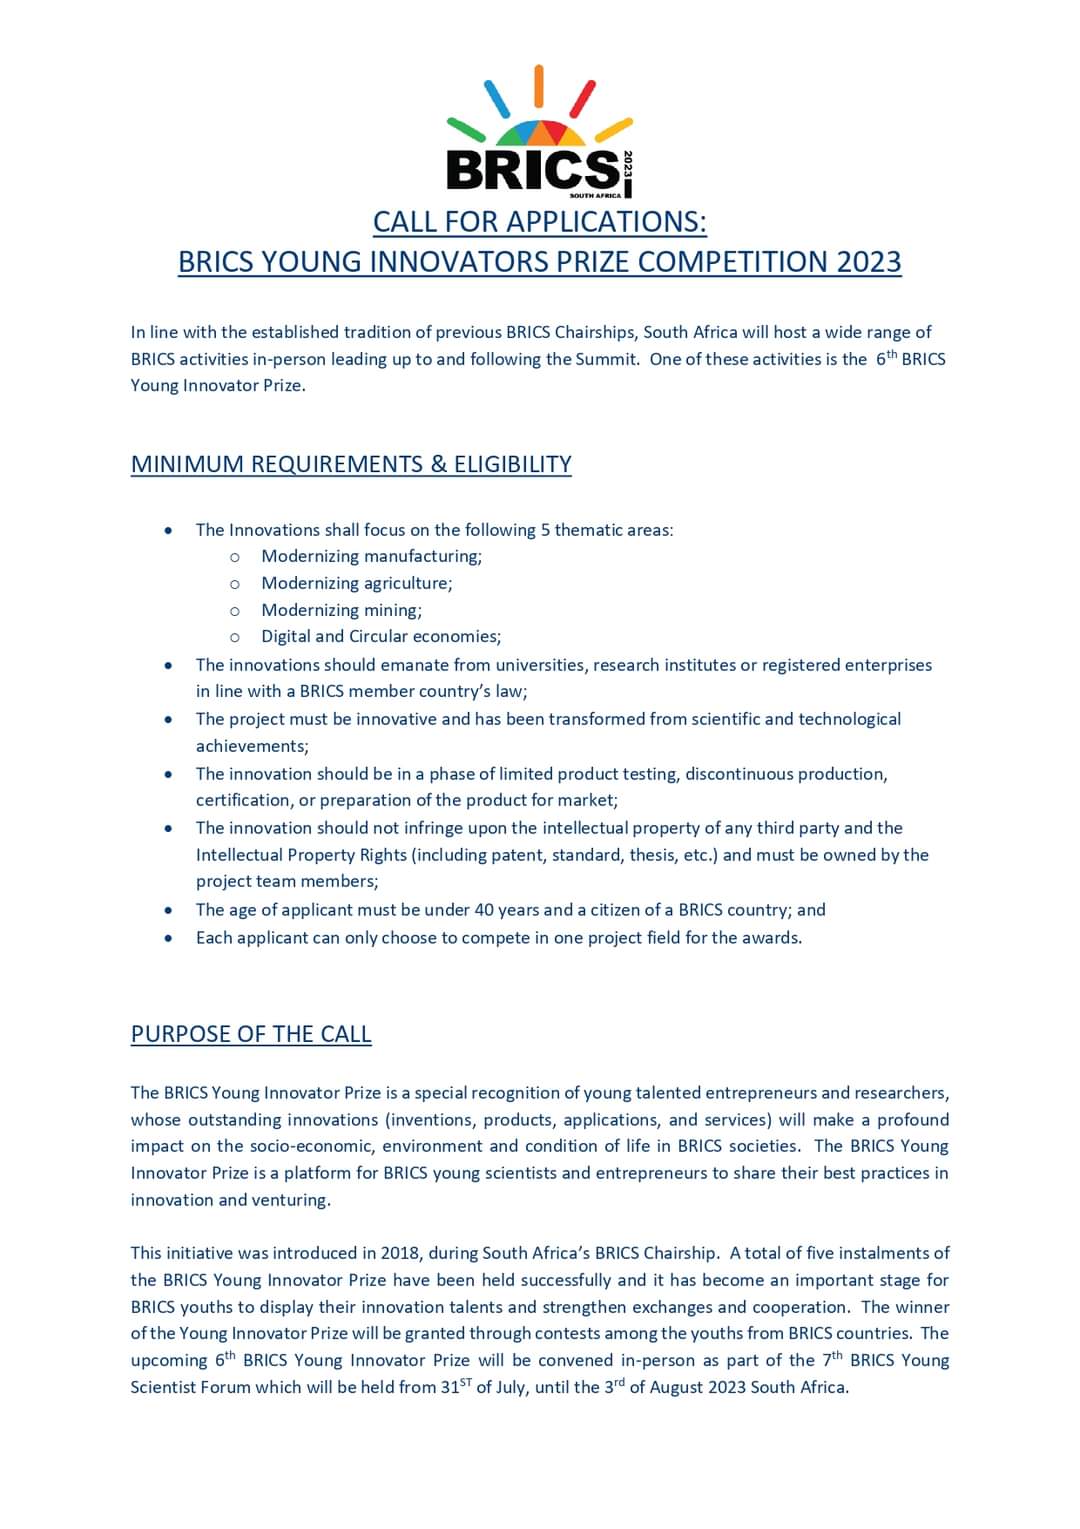 BRICS 2023
SOUTH AFRICA
CALL FOR APPLICATIONS:
BRICS YOUNG INNOVATORS PRIZE COMPETITION 2023
In line with the established tradition of previous BRICS Chairships, South Africa will host a wide range of
BRICS activities in-person leading up to and following the Summit. One of these activities is the 6th BRICS
Young Innovator Prize.
MINIMUM REQUIREMENTS & ELIGIBILITY
• The Innovations shall focus on the following 5 thematic areas:
o Modernizing manufacturing;
o Modernizing agriculture;
o Modernizing mining;
o Digital and Circular economies;
• The innovations should emanate from universities, research institutes or registered enterprises
in line with a BRICS member country's law;
• The project must be innovative and has been transformed from scientific and technological
achievements;
• The innovation should be in a phase of limited product testing, discontinuous production,
certification, or preparation of the product for market;
• The innovation should not infringe upon the intellectual property of any third party and the
Intellectual Property Rights (including patent, standard, thesis, etc.) and must be owned by the
project team members;
• The age of applicant must be under 40 years and a citizen of a BRICS country; and
• Each applicant can only choose to compete in one project field for the awards.
PURPOSE OF THE CALL
The BRICS Young Innovator Prize is a special recognition of young talented entrepreneurs and researchers,
whose outstanding innovations (inventions, products, applications, and services) will make a profound
impact on the socio-economic, environment and condition of life in BRICS societies. The BRICS Young
Innovator Prize is a platform for BRICS young scientists and entrepreneurs to share their best practices in
innovation and venturing.
This initiative was introduced in 2018, during South Africa's BRICS Chairship. A total of five instalments of
the BRICS Young Innovator Prize have been held successfully and it has become an important stage for
BRICS youths to display their innovation talents and strengthen exchanges and cooperation. The winner
of the Young Innovator Prize will be granted through contests among the youths from BRICS countries. The
upcoming 6th BRICS Young Innovator Prize will be convened in-person as part of the 7th BRICS Young
Scientist Forum which will be held from 31ST of July, until the 3rd of August 2023 South Africa.